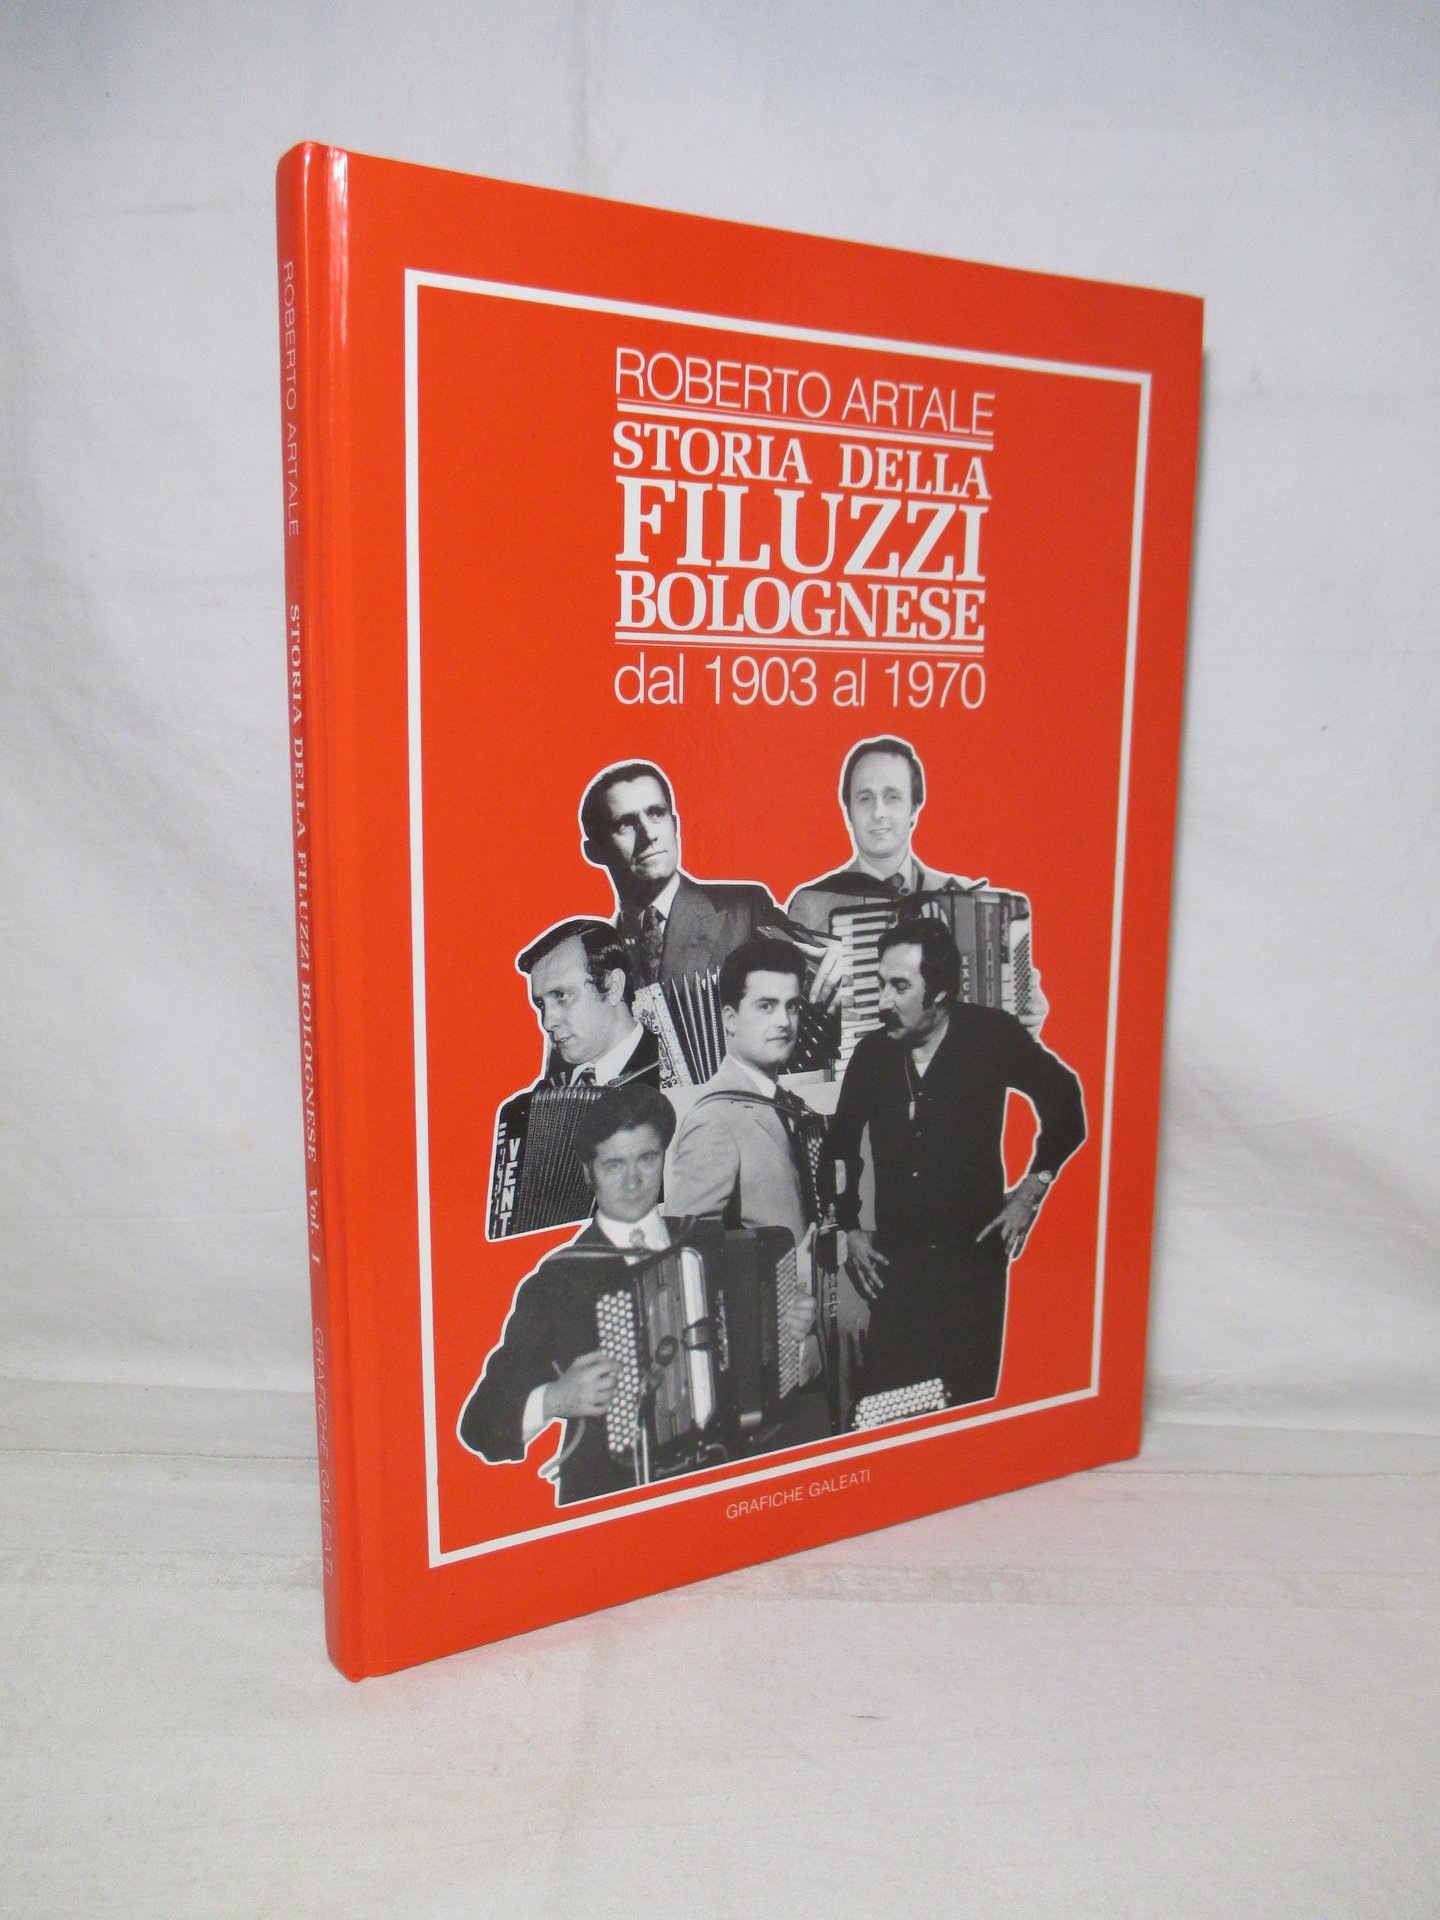 ROBERTO ARTALE
STORIA DELLA
FILUZZI
BOLOGNESE
dal 1903 al 1970
GRAFICHE GALEATI
ROBERTO ARTALE STORIA DELLA FILUZZI BOLOGNESE Vol. I GRAFICHE GALEATI